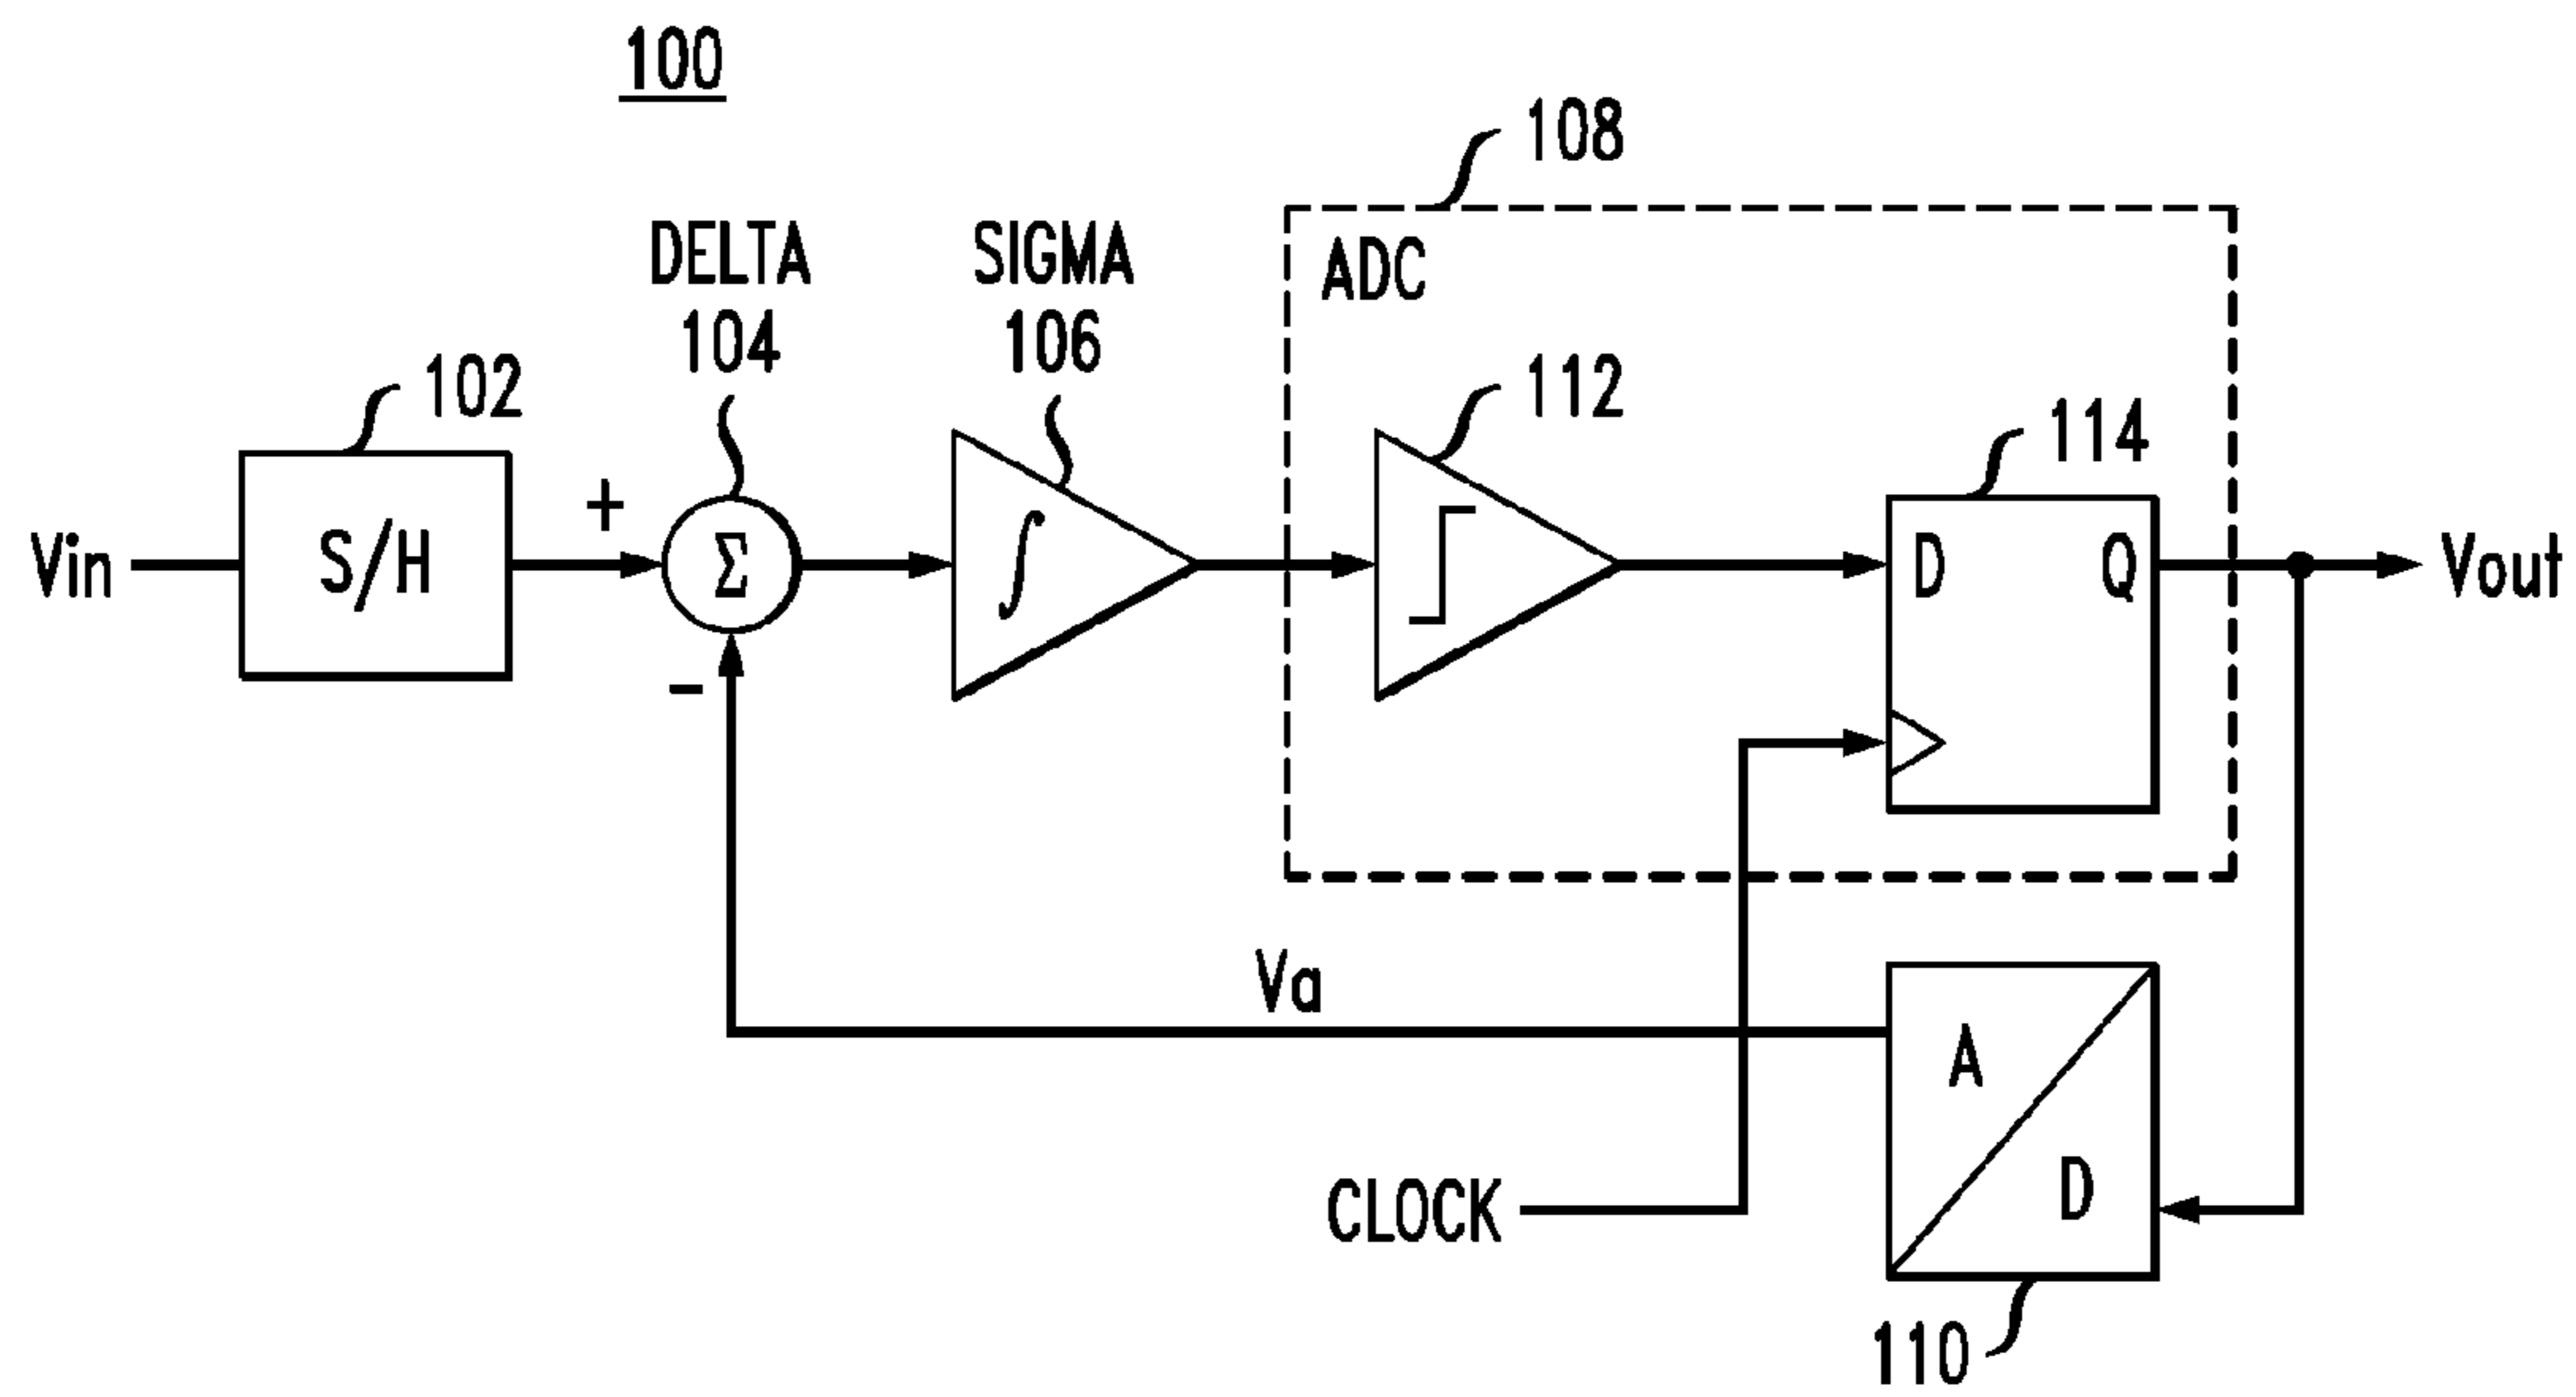 100
108
DELTA
104
SIGMA
106
ADC
102
112
114
Vin
S/H
+
Σ
∫
D
Q
Vout
-
Va
A
D
CLOCK
110